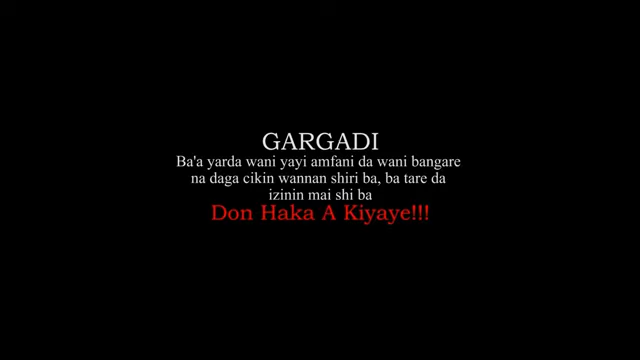 GARGADI
Ba'a yarda wani yayi amfani da wani bangare
na daga cikin wannan shiri ba, ba tare da
izinin mai shi ba
Don Haka A Kiyaye!!!